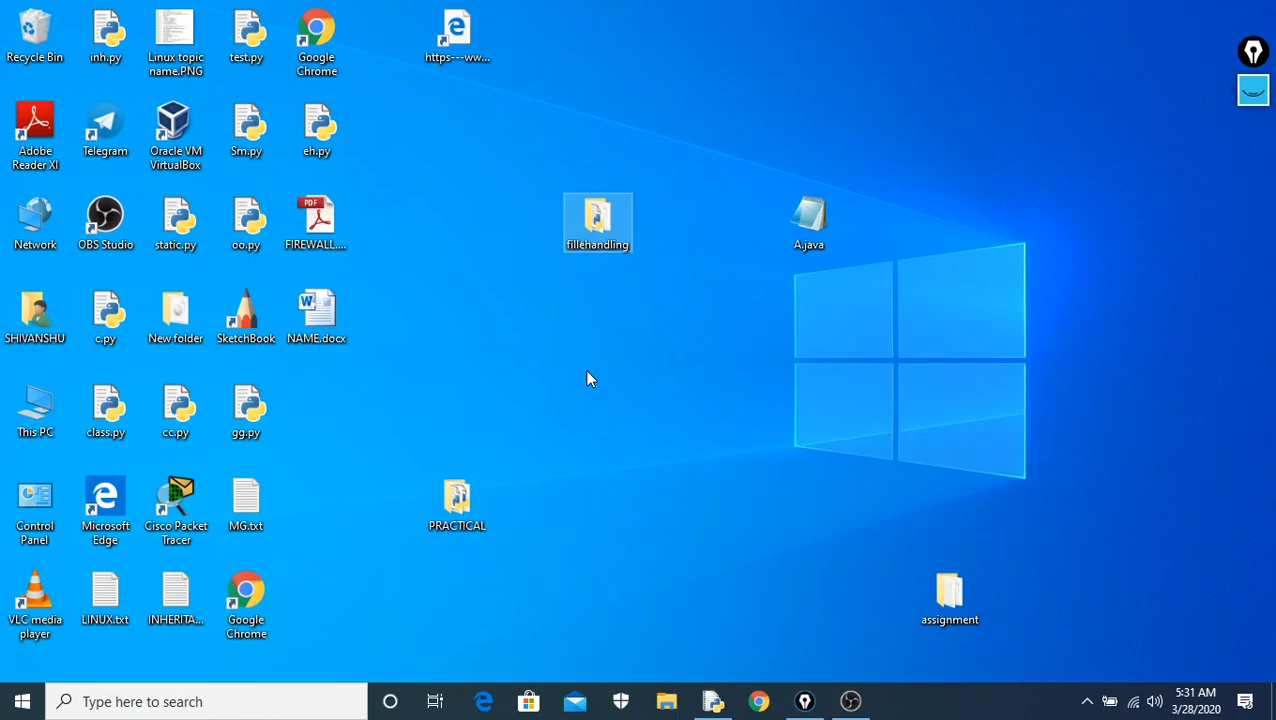 Recycle Bin
inh.py
Linux topic
name.PNG
test.py
Google
Chrome
https---ww...
Adobe
Reader XI
Telegram
Oracle VM
VirtualBox
Sm.py
eh.py
Network
OBS Studio
static.py
oo.py
PDF
FIREWALL....
fillehandling
A.java
SHIVANSHU
c.py
New folder
SketchBook
NAME.docx
This PC
class.py
cc.py
gg.py
Control
Panel
Microsoft
Edge
Cisco Packet
Tracer
MG.txt
PRACTICAL
VLC media
player
LINUX.txt
INHERITA...
Google
Chrome
assignment
Type here to search
5:31 AM
3/28/2020